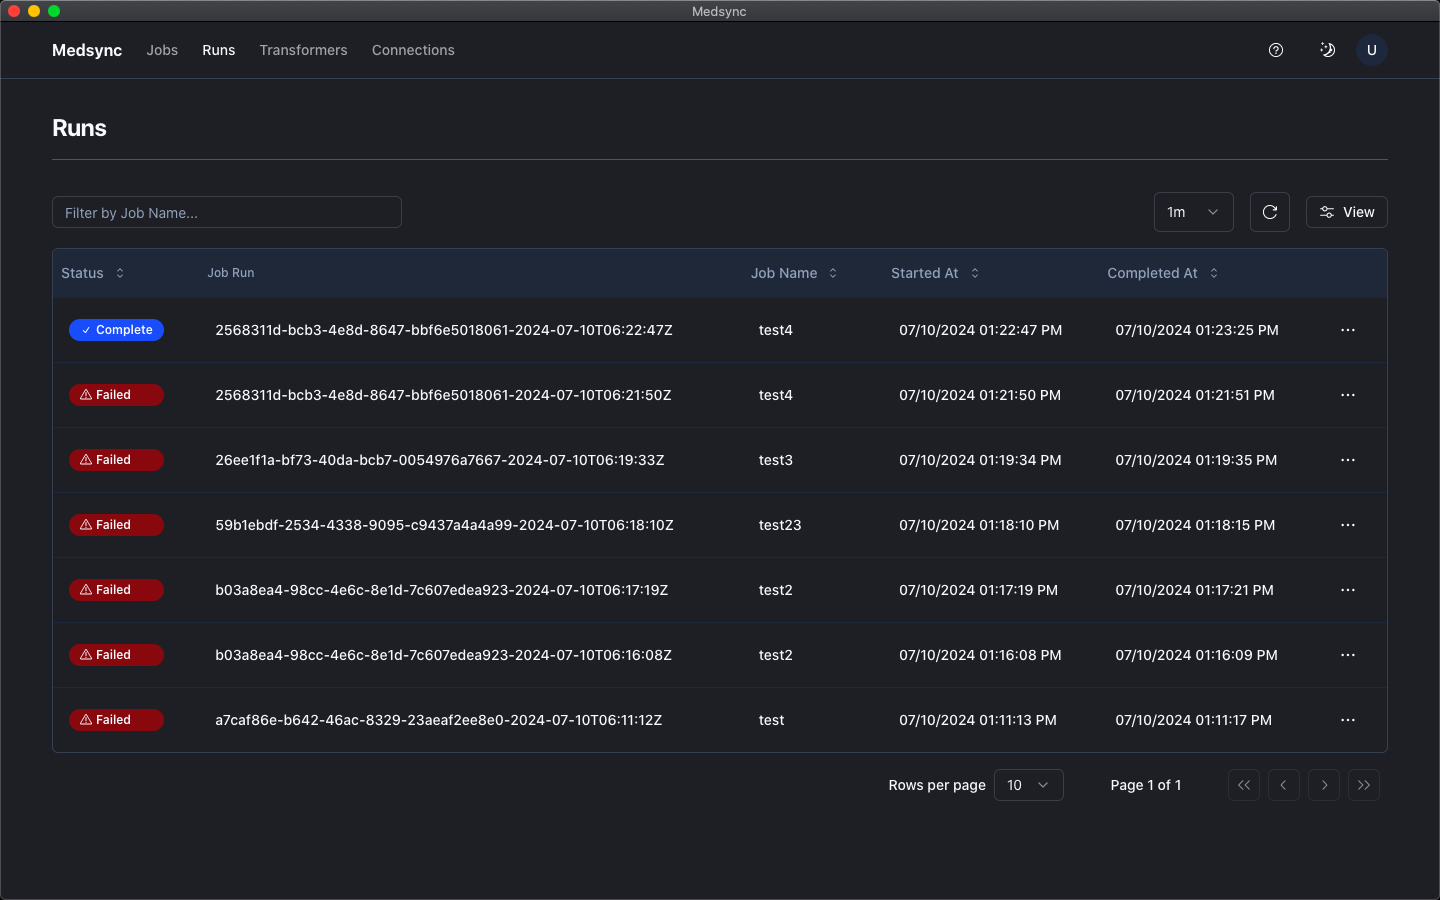 Medsync
Medsync Jobs Runs Transformers Connections U
Runs
Filter by Job Name... 1m View
Status Job Run Job Name Started At Completed At
Complete 2568311d-bcb3-4e8d-8647-bbf6e5018061-2024-07-10T06:22:47Z test4 07/10/2024 01:22:47 PM 07/10/2024 01:23:25 PM
Failed 2568311d-bcb3-4e8d-8647-bbf6e5018061-2024-07-10T06:21:50Z test4 07/10/2024 01:21:50 PM 07/10/2024 01:21:51 PM
Failed 26ee1f1a-bf73-40da-bcb7-0054976a7667-2024-07-10T06:19:33Z test3 07/10/2024 01:19:34 PM 07/10/2024 01:19:35 PM
Failed 59b1ebdf-2534-4338-9095-c9437a4a4a99-2024-07-10T06:18:10Z test23 07/10/2024 01:18:10 PM 07/10/2024 01:18:15 PM
Failed b03a8ea4-98cc-4e6c-8e1d-7c607edea923-2024-07-10T06:17:19Z test2 07/10/2024 01:17:19 PM 07/10/2024 01:17:21 PM
Failed b03a8ea4-98cc-4e6c-8e1d-7c607edea923-2024-07-10T06:16:08Z test2 07/10/2024 01:16:08 PM 07/10/2024 01:16:09 PM
Failed a7caf86e-b642-46ac-8329-23aeaf2ee8e0-2024-07-10T06:11:12Z test 07/10/2024 01:11:13 PM 07/10/2024 01:11:17 PM
Rows per page 10 Page 1 of 1